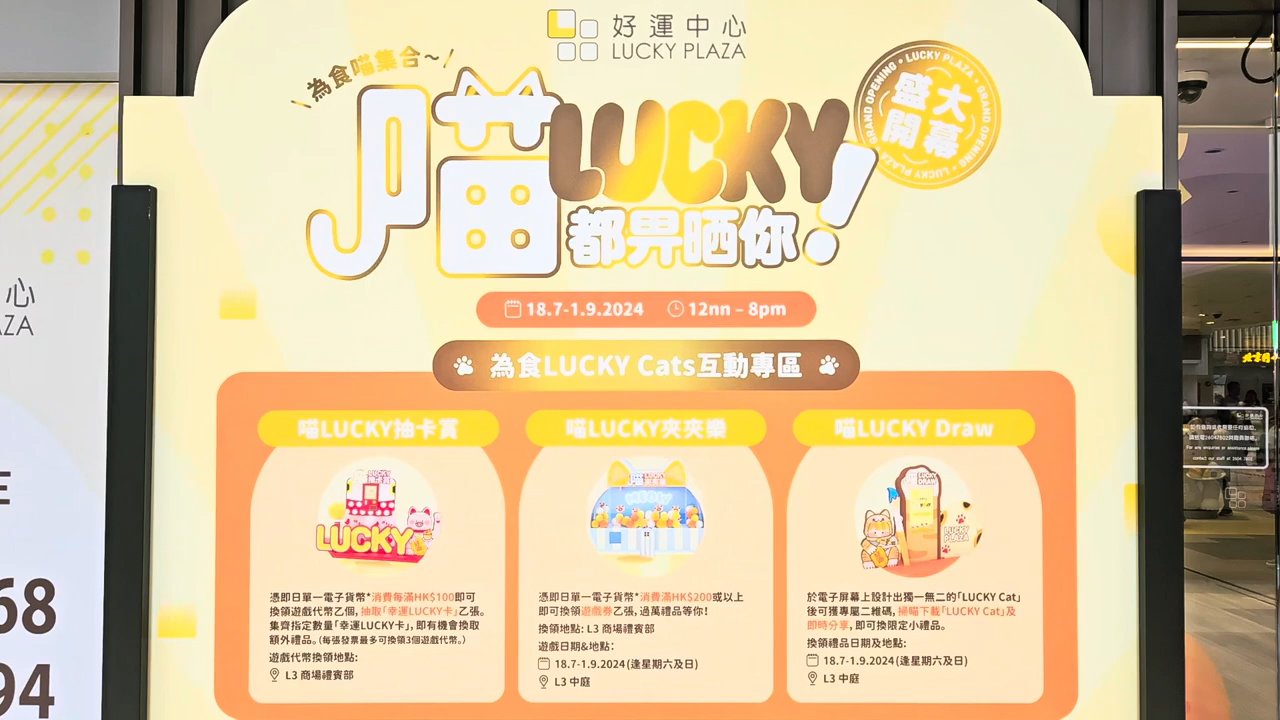 好運中心
LUCKY PLAZA
為食喵集合～
喵LUCKY
都畀晒你!
GRAND OPENING • LUCKY PLAZA • GRAND OPENING • LUCKY PLAZA
盛大
開幕
18.7-1.9.2024 12nn – 8pm
為食LUCKY Cats互動專區
喵LUCKY抽卡賞
LUCKY
憑即日單一電子貨幣*消費每滿HK$100即可
換領遊戲代幣乙個, 抽取「幸運LUCKY卡」乙張。
集齊指定數量「幸運LUCKY卡」, 即有機會換取
額外禮品。(每張發票最多可換領3個遊戲代幣。)
遊戲代幣換領地點:
L3 商場禮賓部
喵LUCKY夾夾樂
MEOW
憑即日單一電子貨幣*消費滿HK$200或以上
即可換領遊戲券乙張, 過萬禮品等你!
換領地點: L3 商場禮賓部
遊戲日期&地點:
18.7-1.9.2024 (逢星期六及日)
L3 中庭
喵LUCKY Draw
LUCKY
DRAW
LUCKY
PLAZA
於電子屏幕上設計出獨一無二的「LUCKY Cat」
後可獲專屬二維碼, 掃瞄下載「LUCKY Cat」及
即時分享, 即可換限定小禮品。
換領禮品日期及地點:
18.7-1.9.2024 (逢星期六及日)
L3 中庭
心
AZA
E
68
94